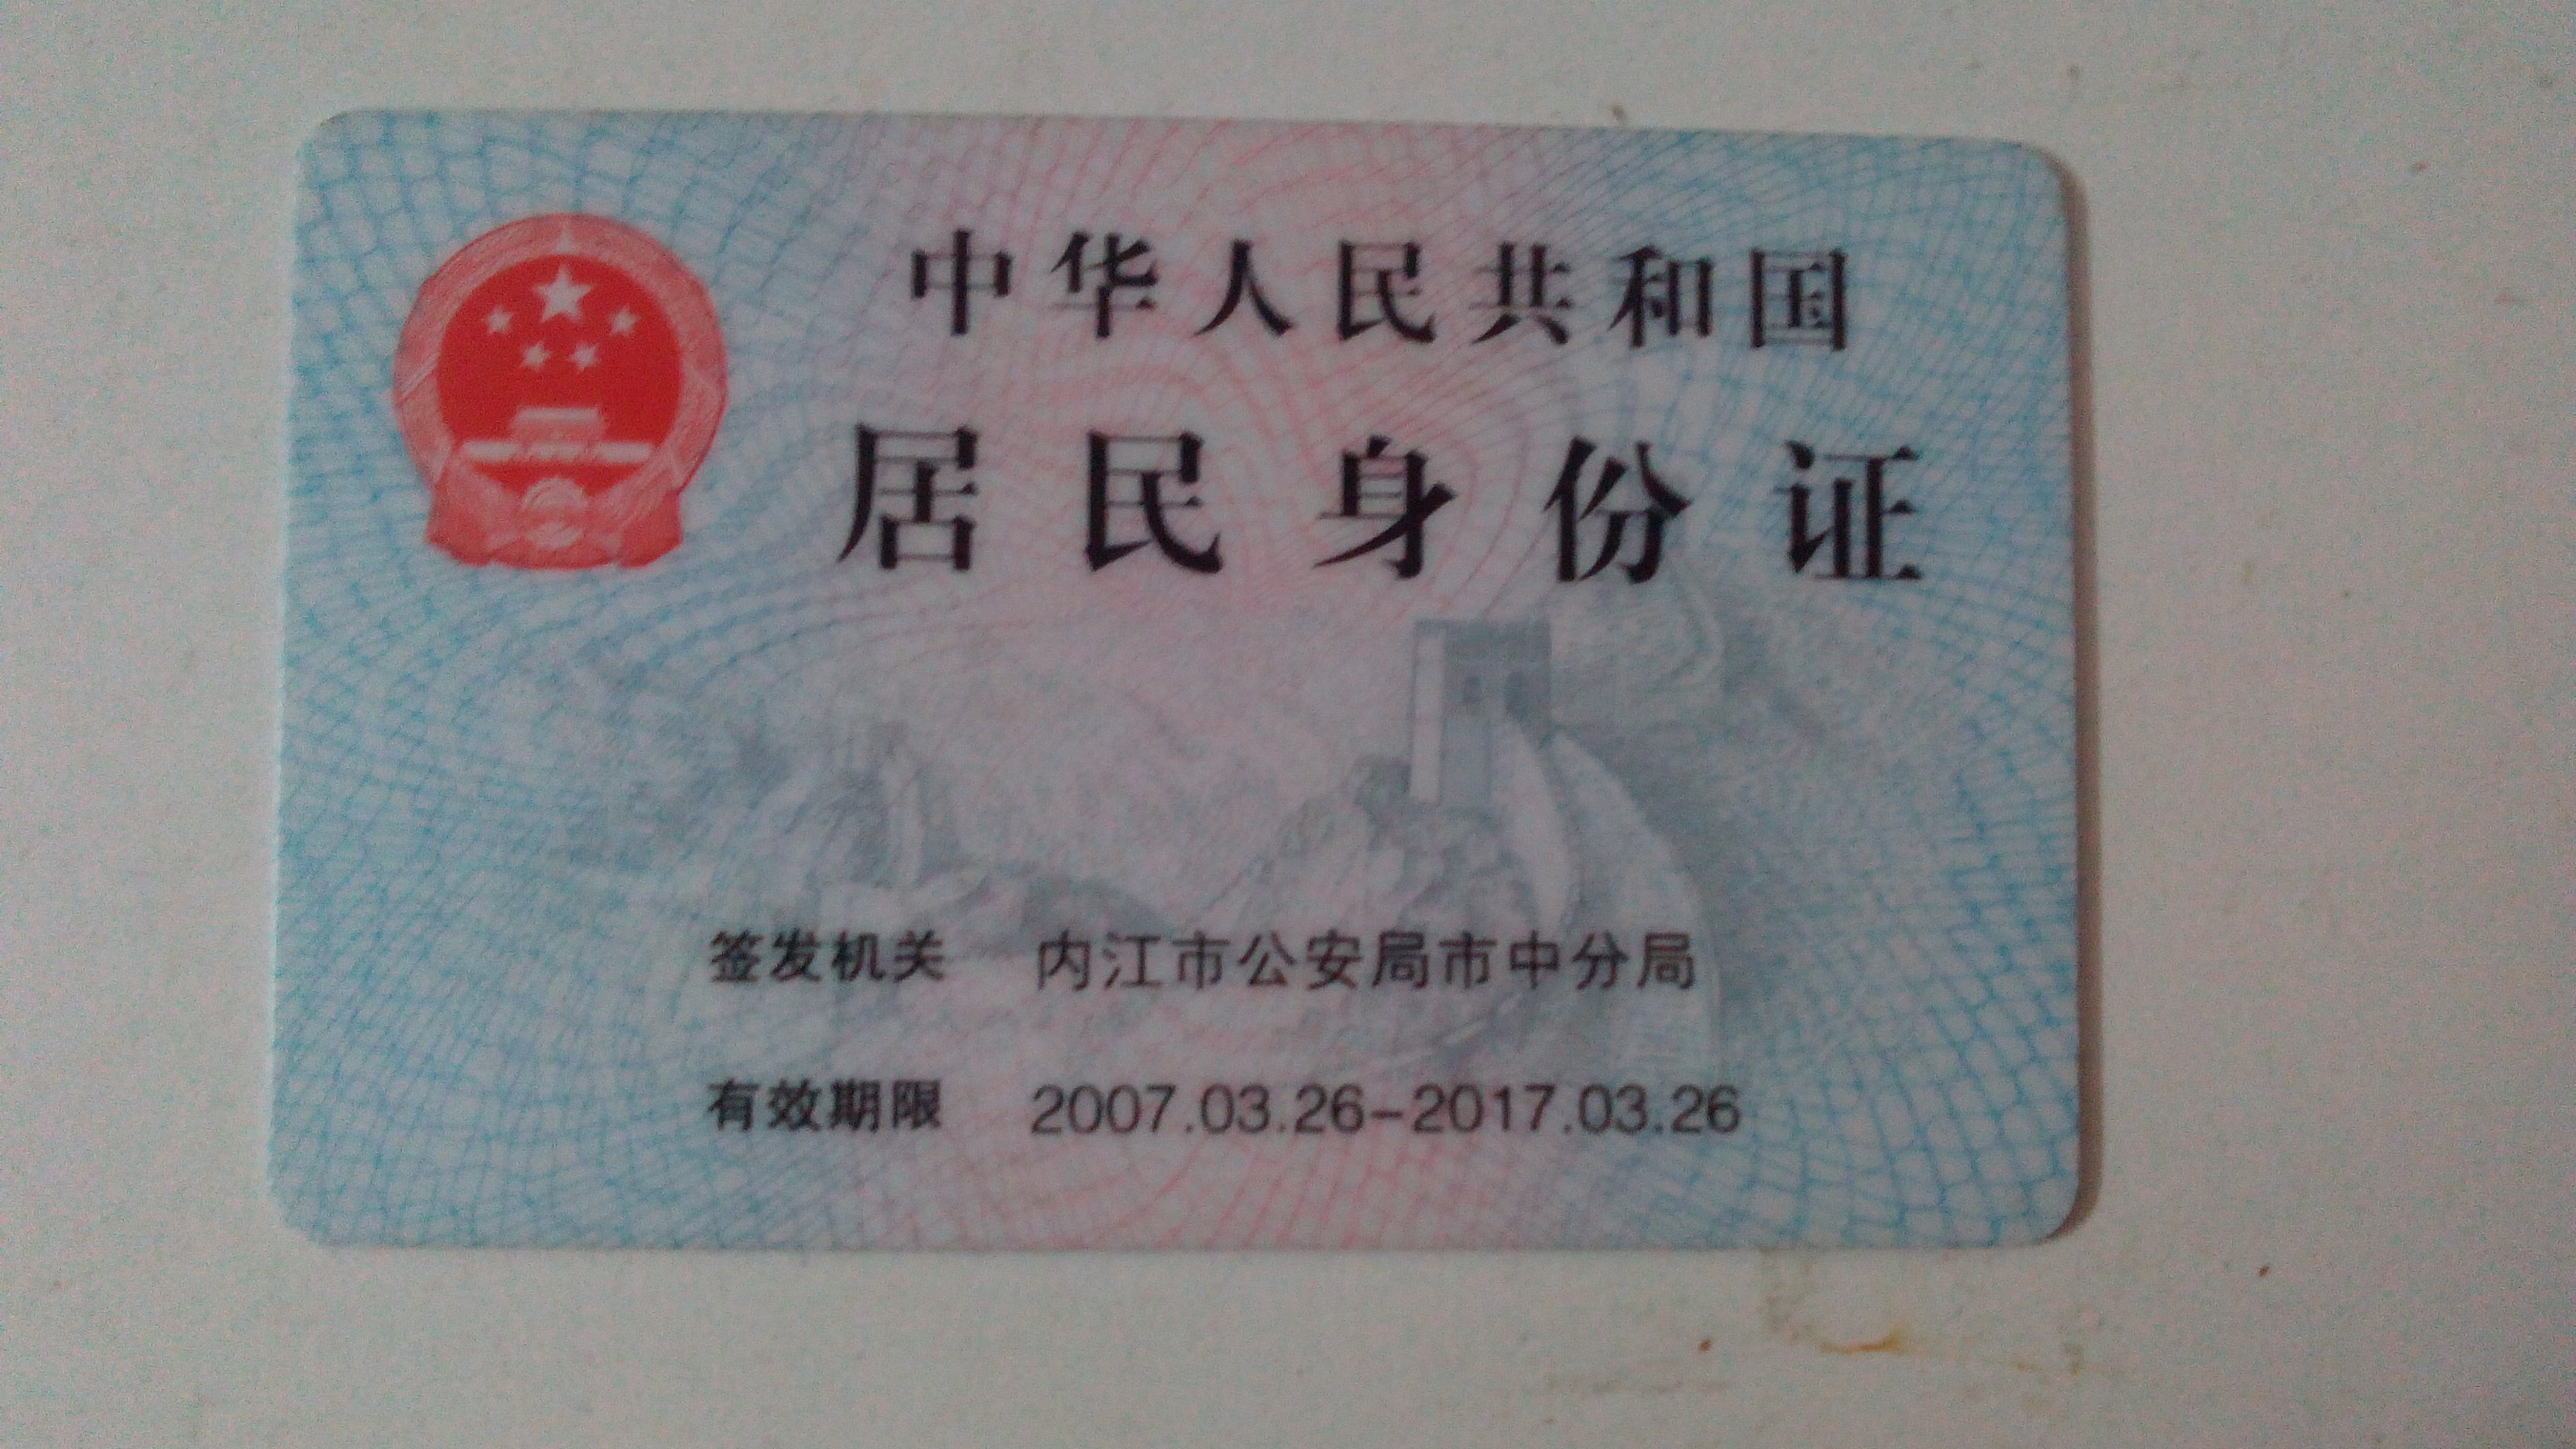 中华人民共和国
居民身份证
签发机关 内江市公安局市中分局
有效期限 2007.03.26-2017.03.26